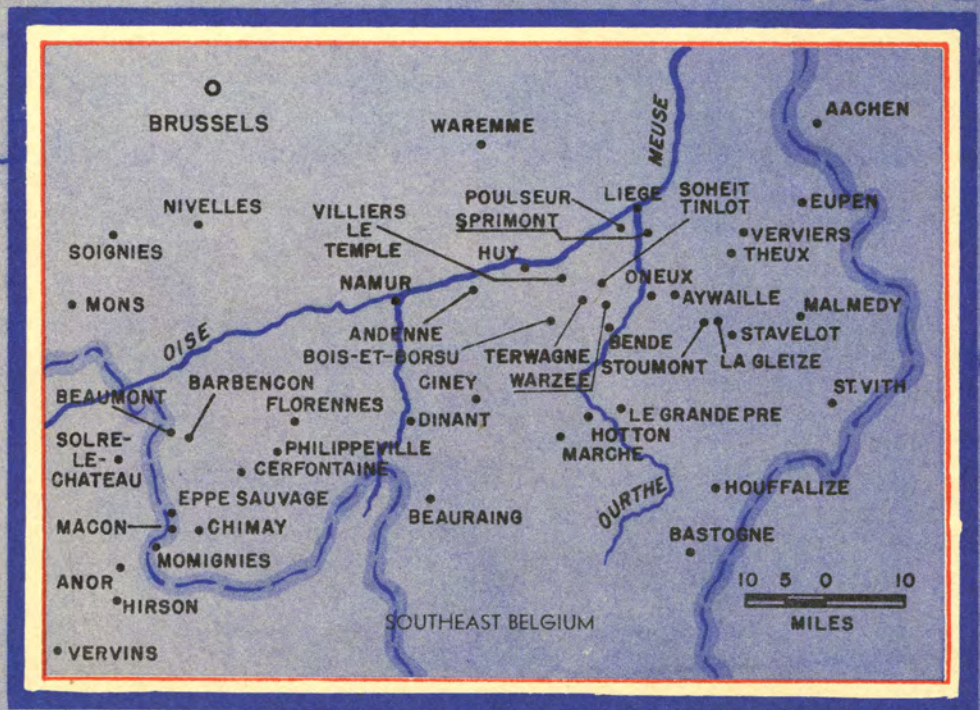 BRUSSELS
WAREMME
MEUSE
AACHEN
NIVELLES
VILLIERS
LE
TEMPLE
POULSEUR
SPRIMONT
LIEGE
SOHEIT
TINLOT
EUPEN
SOIGNIES
HUY
VERVIERS
THEUX
NAMUR
ONEUX
MONS
AYWAILLE
MALMEDY
OISE
ANDENNE
BOIS-ET-BORSU
TERWAGNE
WARZEE
BENDE
STOUMONT
LA GLEIZE
STAVELOT
BEAUMONT
BARBENCON
FLORENNES
CINEY
ST. VITH
DINANT
LE GRANDE PRE
HOTTON
MARCHE
SOLRE-
LE-
CHATEAU
PHILIPPEVILLE
CERFONTAINE
EPPE SAUVAGE
MACON
CHIMAY
BEAURAING
OURTHE
HOUFFALIZE
BASTOGNE
MOMIGNIES
ANOR
HIRSON
10 5 0 10
MILES
SOUTHEAST BELGIUM
VERVINS